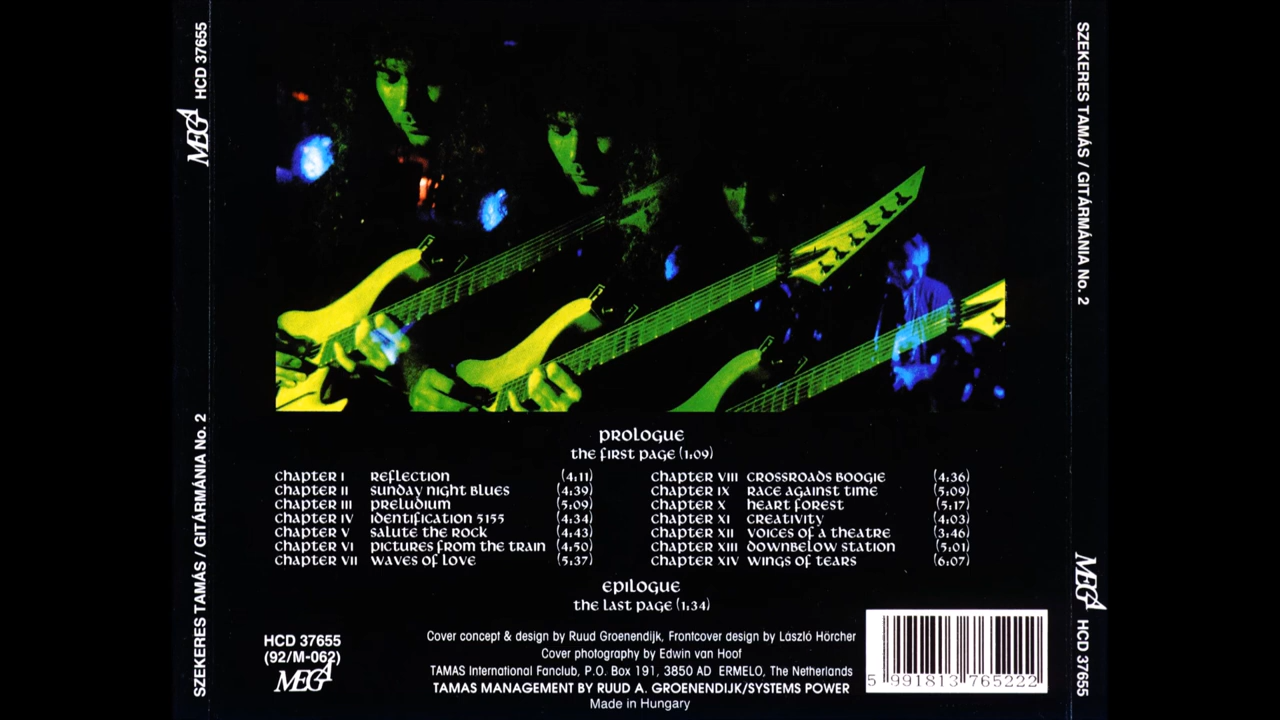 HCD 37655
MEGA
SZEKERES TAMÁS / GITÁRMÁNIA No. 2
PROLOGUE
THE FIRST PAGE (1:09)
CHAPTER I REFLECTION (4:11)
CHAPTER II SUNDAY NIGHT BLUES (4:39)
CHAPTER III PRELUDIUM (5:09)
CHAPTER IV IDENTIFICATION 5155 (4:34)
CHAPTER V SALUTE THE ROCK (4:43)
CHAPTER VI PICTURES FROM THE TRAIN (4:50)
CHAPTER VII WAVES OF LOVE (5:37)
CHAPTER VIII CROSSROADS BOOGIE (4:36)
CHAPTER IX RACE AGAINST TIME (5:09)
CHAPTER X HEART FOREST (5:17)
CHAPTER XI CREATIVITY (4:03)
CHAPTER XII VOICES OF A THEATRE (3:46)
CHAPTER XIII DOWNBELOW STATION (5:01)
CHAPTER XIV WINGS OF TEARS (6:07)
EPILOGUE
THE LAST PAGE (1:34)
HCD 37655
(92/M-062)
MEGA
Cover concept & design by Ruud Groenendijk, Frontcover design by László Hörcher
Cover photography by Edwin van Hoof
TAMAS International Fanclub, P.O. Box 191, 3850 AD ERMELO, The Netherlands
TAMAS MANAGEMENT BY RUUD A. GROENENDIJK/SYSTEMS POWER
Made in Hungary
5 991813 765222
SZEKERES TAMÁS / GITÁRMÁNIA No. 2
MEGA
HCD 37655